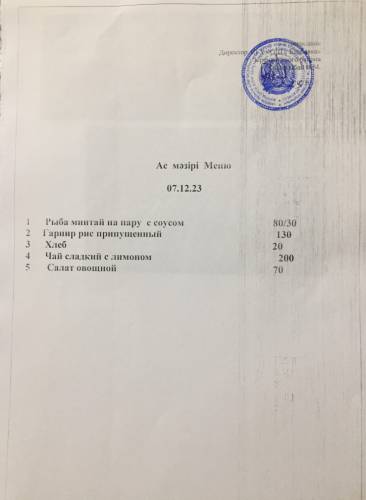 Директор
Ас мәзірі Меню
07.12.23
1 Рыба минтай на пару с соусом 80/30
2 Гарнир рис припущенный 130
3 Хлеб 20
4 Чай сладкий с лимоном 200
5 Салат овощной 70